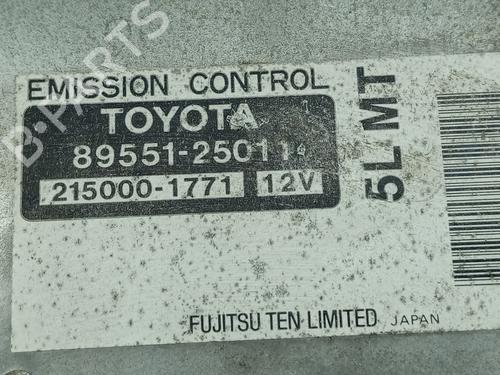 B-PARTS
EMISSION CONTROL
TOYOTA
89551-25011
215000-1771 12V
5L MT
FUJITSU TEN LIMITED JAPAN